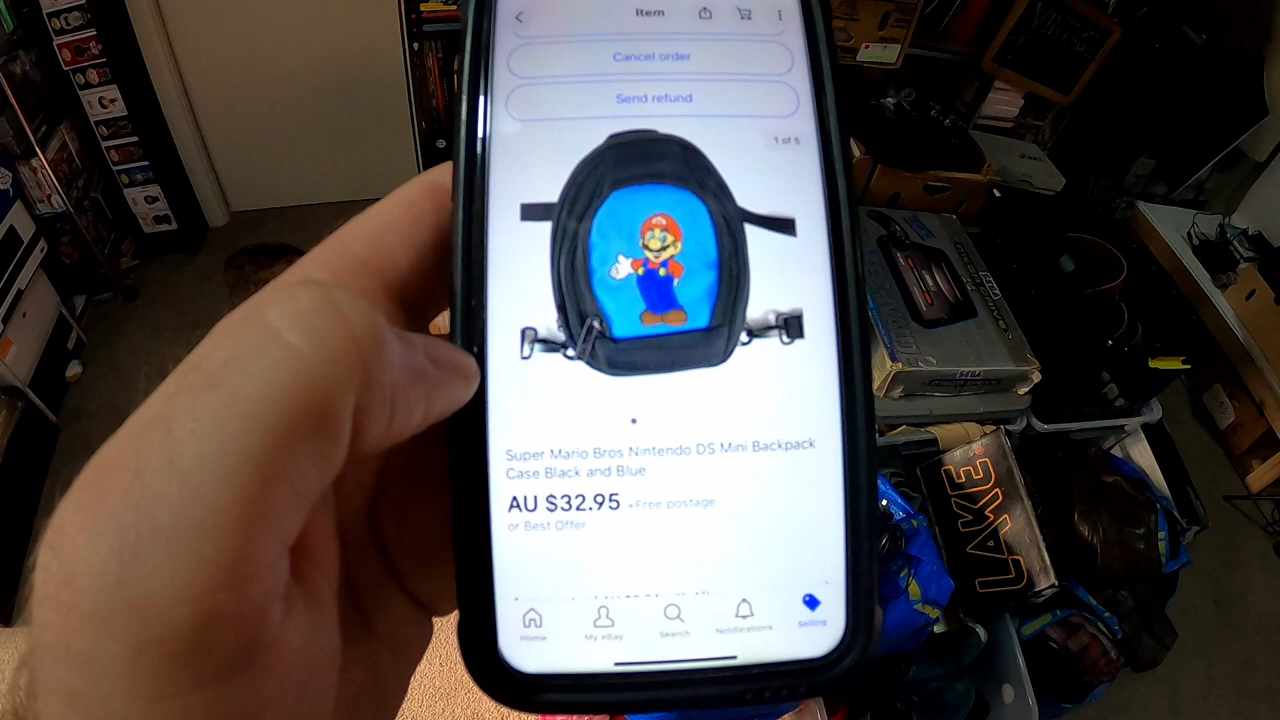 Item
Cancel order
Send refund
1 of 5
Super Mario Bros Nintendo DS Mini Backpack
Case Black and Blue
AU $32.95 • Free postage
or Best Offer
Home
My eBay
Search
Notifications
Selling
SEGA
LAKE